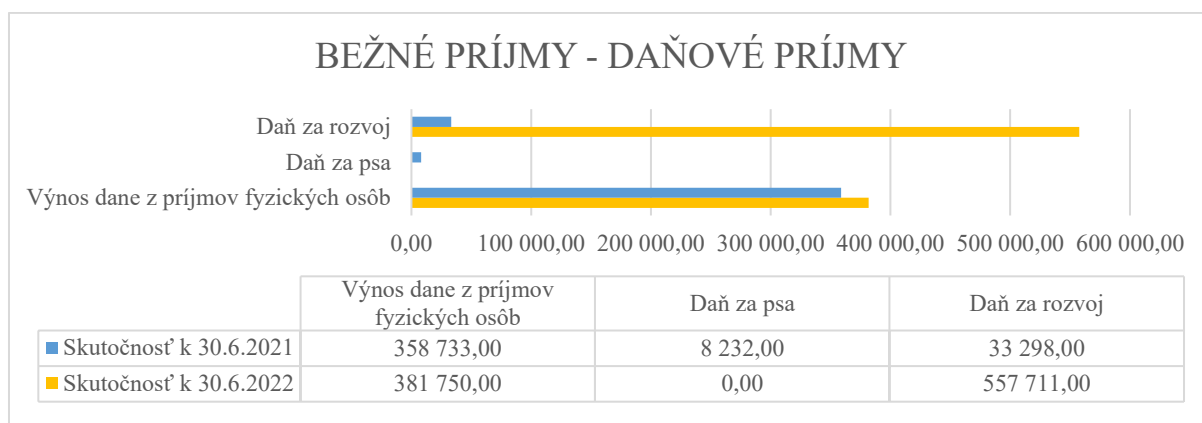 BEŽNÉ PRÍJMY - DAŇOVÉ PRÍJMY
Daň za rozvoj
Daň za psa
Výnos dane z príjmov fyzických osôb
0,00 100 000,00 200 000,00 300 000,00 400 000,00 500 000,00 600 000,00
Výnos dane z príjmov
fyzických osôb
Daň za psa
Daň za rozvoj
Skutočnosť k 30.6.2021 358 733,00 8 232,00 33 298,00
Skutočnosť k 30.6.2022 381 750,00 0,00 557 711,00